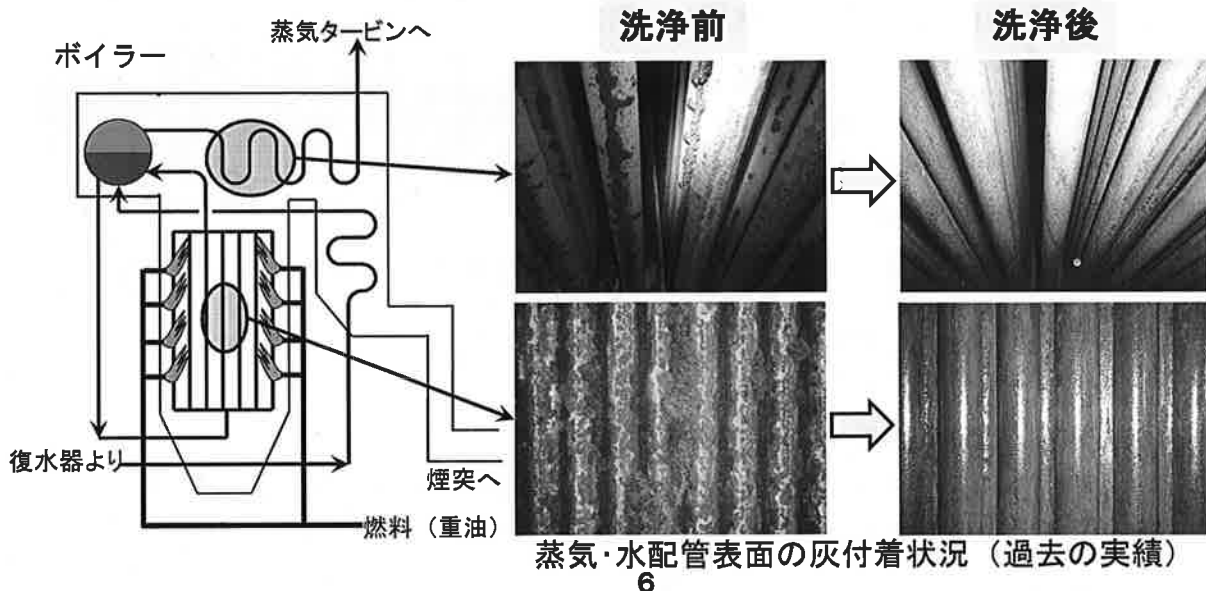 蒸気タービンへ
ボイラー
洗浄前
洗浄後
復水器より
煙突へ
燃料（重油）
蒸気・水配管表面の灰付着状況（過去の実績）
6